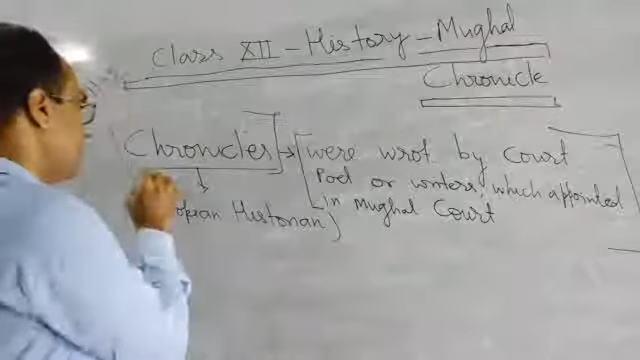 Class XII - History - Mughal
Chronicle
Chronicles → were wrot by Court
Poet or writers, which appointed
in Mughal Court
opean Historian)